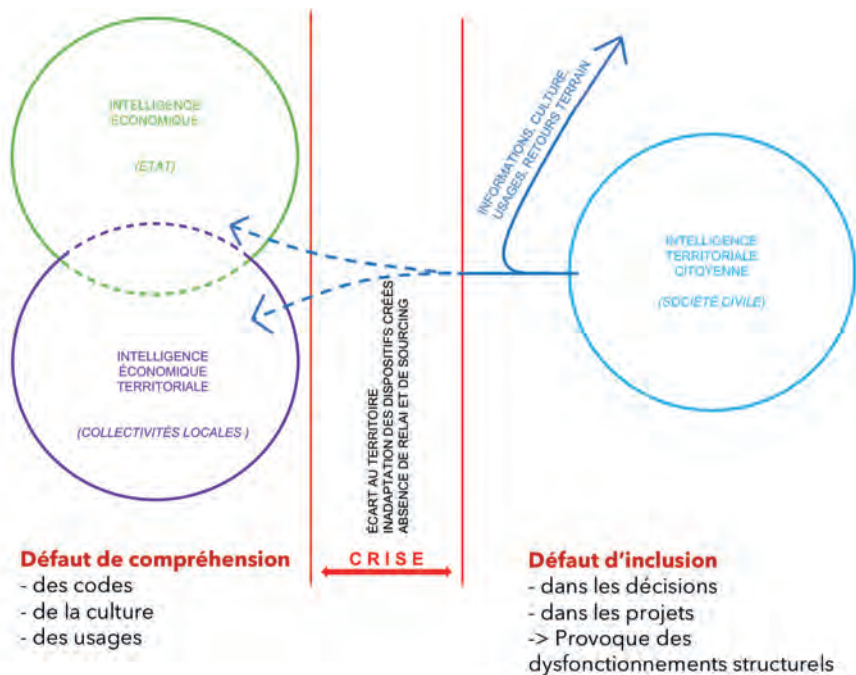 INTELLIGENCE
ÉCONOMIQUE
(ETAT)
INTELLIGENCE
ÉCONOMIQUE
TERRITORIALE
(COLLECTIVITÉS LOCALES )
ÉCART AU TERRITOIRE
INADAPTATION DES DISPOSITIFS CRÉÉS
ABSENCE DE RELAI ET DE SOURCING
INFORMATIONS, CULTURE,
USAGES, RETOURS TERRAIN
INTELLIGENCE
TERRITORIALE
CITOYENNE
(SOCIÉTÉ CIVILE)
CRISE
Défaut de compréhension
- des codes
- de la culture
- des usages
Défaut d’inclusion
- dans les décisions
- dans les projets
-> Provoque des
dysfonctionnements structurels